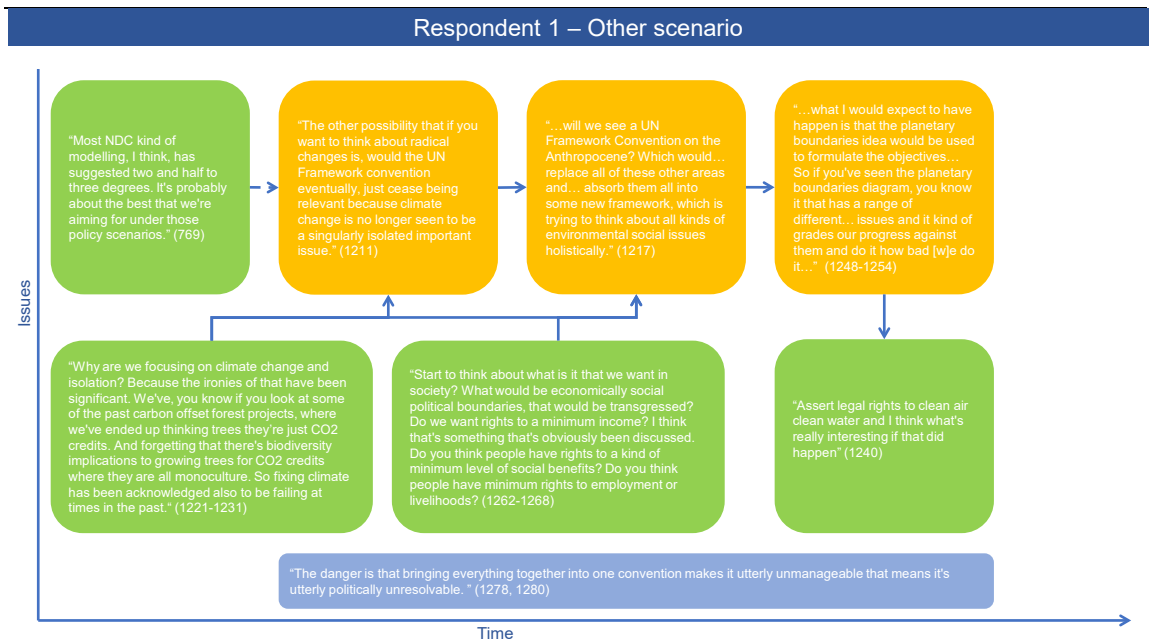 Respondent 1 – Other scenario
Issues
“Most NDC kind of
modelling, I think, has
suggested two and half to
three degrees. It's probably
about the best that we're
aiming for under those
policy scenarios.” (769)
“The other possibility that if you
want to think about radical
changes is, would the UN
Framework convention
eventually, just cease being
relevant because climate
change is no longer seen to be
a singularly isolated important
issue.” (1211)
“…will we see a UN
Framework Convention on the
Anthropocene? Which would…
replace all of these other areas
and… absorb them all into
some new framework, which is
trying to think about all kinds of
environmental social issues
holistically.” (1217)
“…what I would expect to have
happen is that the planetary
boundaries idea would be used
to formulate the objectives…
So if you've seen the planetary
boundaries diagram, you know
it that has a range of
different… issues and it kind of
grades our progress against
them and do it how bad [w]e do
it…” (1248-1254)
“Why are we focusing on climate change and
isolation? Because the ironies of that have been
significant. We've, you know if you look at some
of the past carbon offset forest projects, where
we've ended up thinking trees they're just CO2
credits. And forgetting that there's biodiversity
implications to growing trees for CO2 credits
where they are all monoculture. So fixing climate
has been acknowledged also to be failing at
times in the past.“ (1221-1231)
“Start to think about what is it that we want in
society? What would be economically social
political boundaries, that would be transgressed?
Do we want rights to a minimum income? I think
that's something that's obviously been discussed.
Do you think people have rights to a kind of
minimum level of social benefits? Do you think
people have minimum rights to employment or
livelihoods? (1262-1268)
“Assert legal rights to clean air
clean water and I think what's
really interesting if that did
happen” (1240)
“The danger is that bringing everything together into one convention makes it utterly unmanageable that means it's
utterly politically unresolvable. ” (1278, 1280)
Time